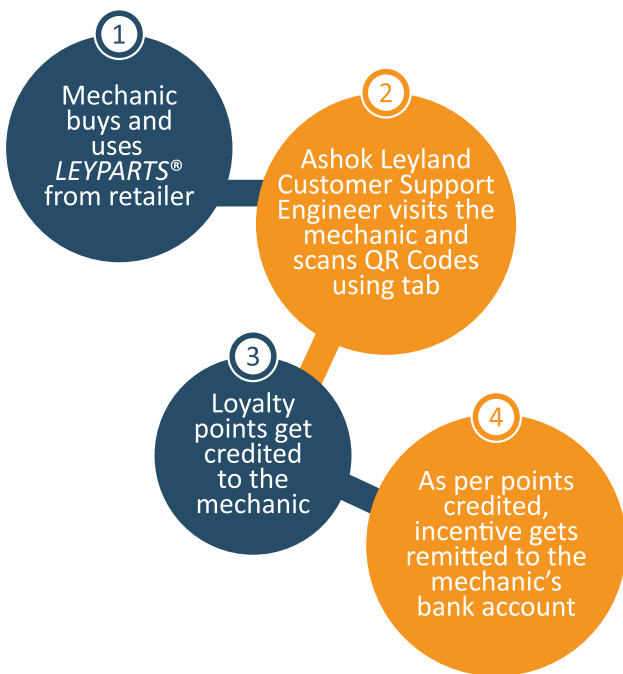 1
Mechanic
buys and
uses
LEYPARTS®
from retailer
2
Ashok Leyland
Customer Support
Engineer visits the
mechanic and
scans QR Codes
using tab
3
Loyalty
points get
credited
to the
mechanic
4
As per points
credited,
incentive gets
remitted to the
mechanic’s
bank account